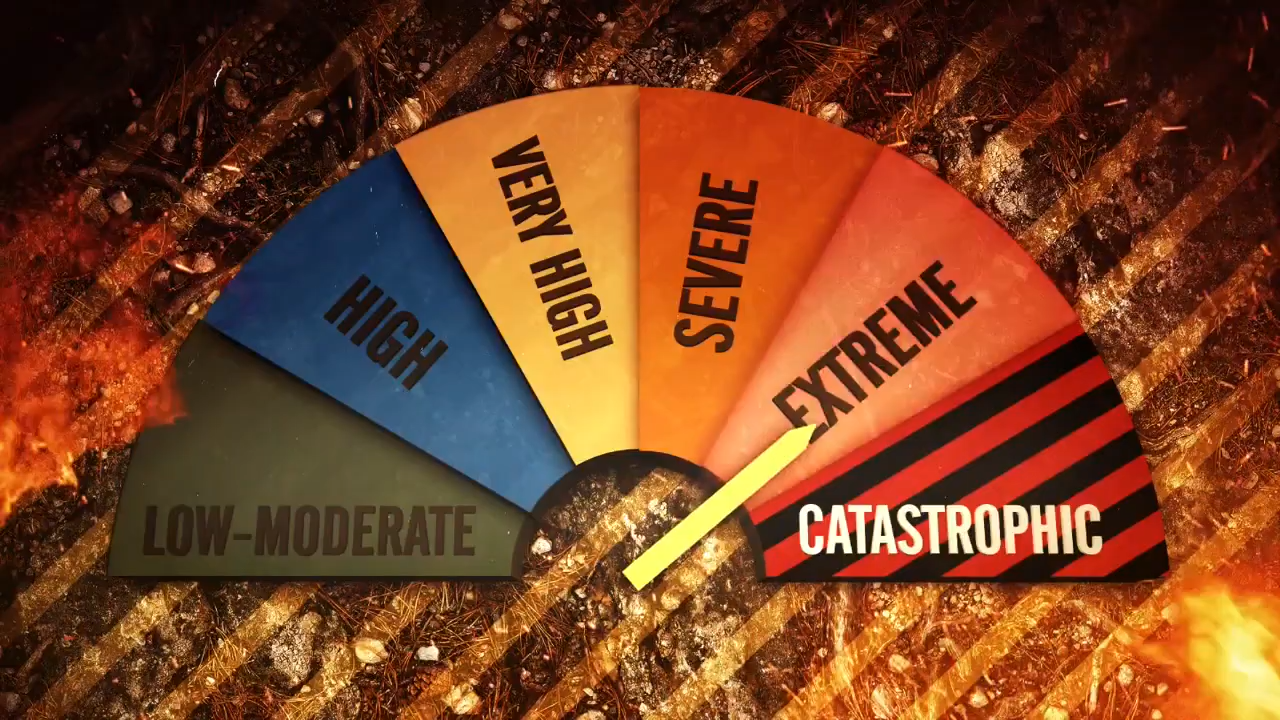 LOW-MODERATE
HIGH
VERY HIGH
SEVERE
EXTREME
CATASTROPHIC